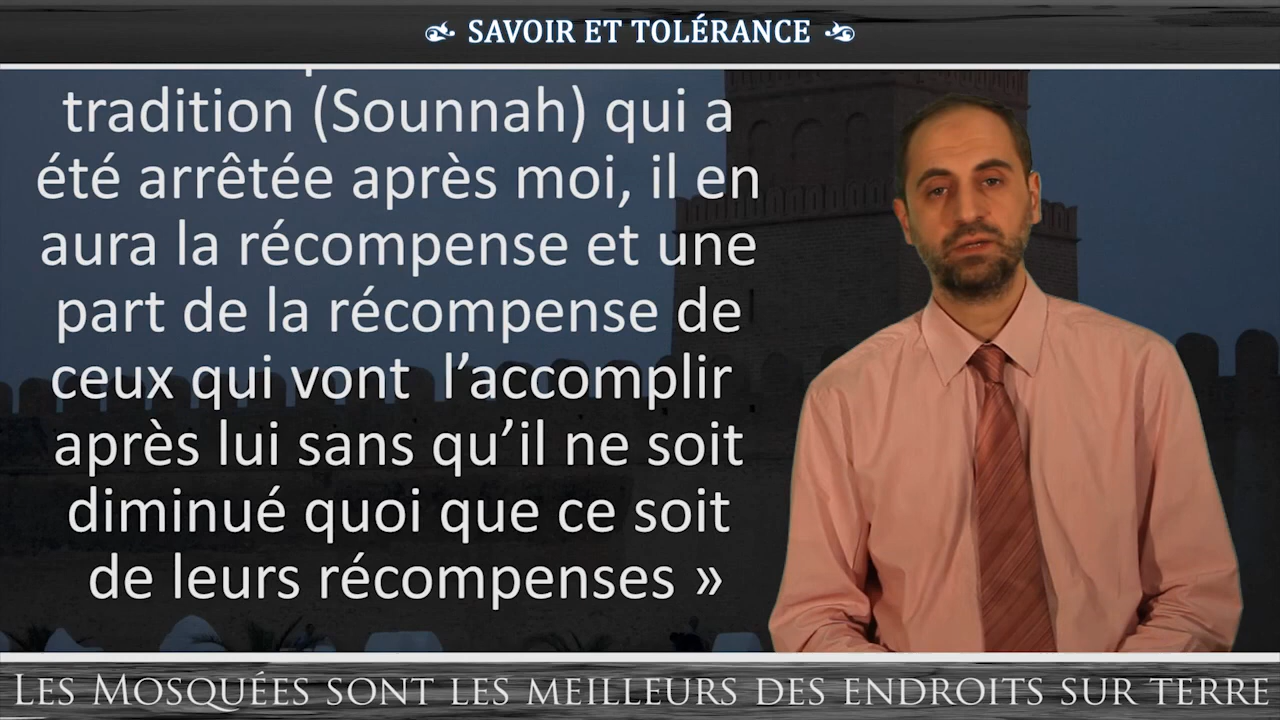 SAVOIR ET TOLÉRANCE
tradition (Sounnah) qui a
été arrêtée après moi, il en
aura la récompense et une
part de la récompense de
ceux qui vont l’accomplir
après lui sans qu’il ne soit
diminué quoi que ce soit
de leurs récompenses »
Les Mosquées sont les meilleurs des endroits sur terre